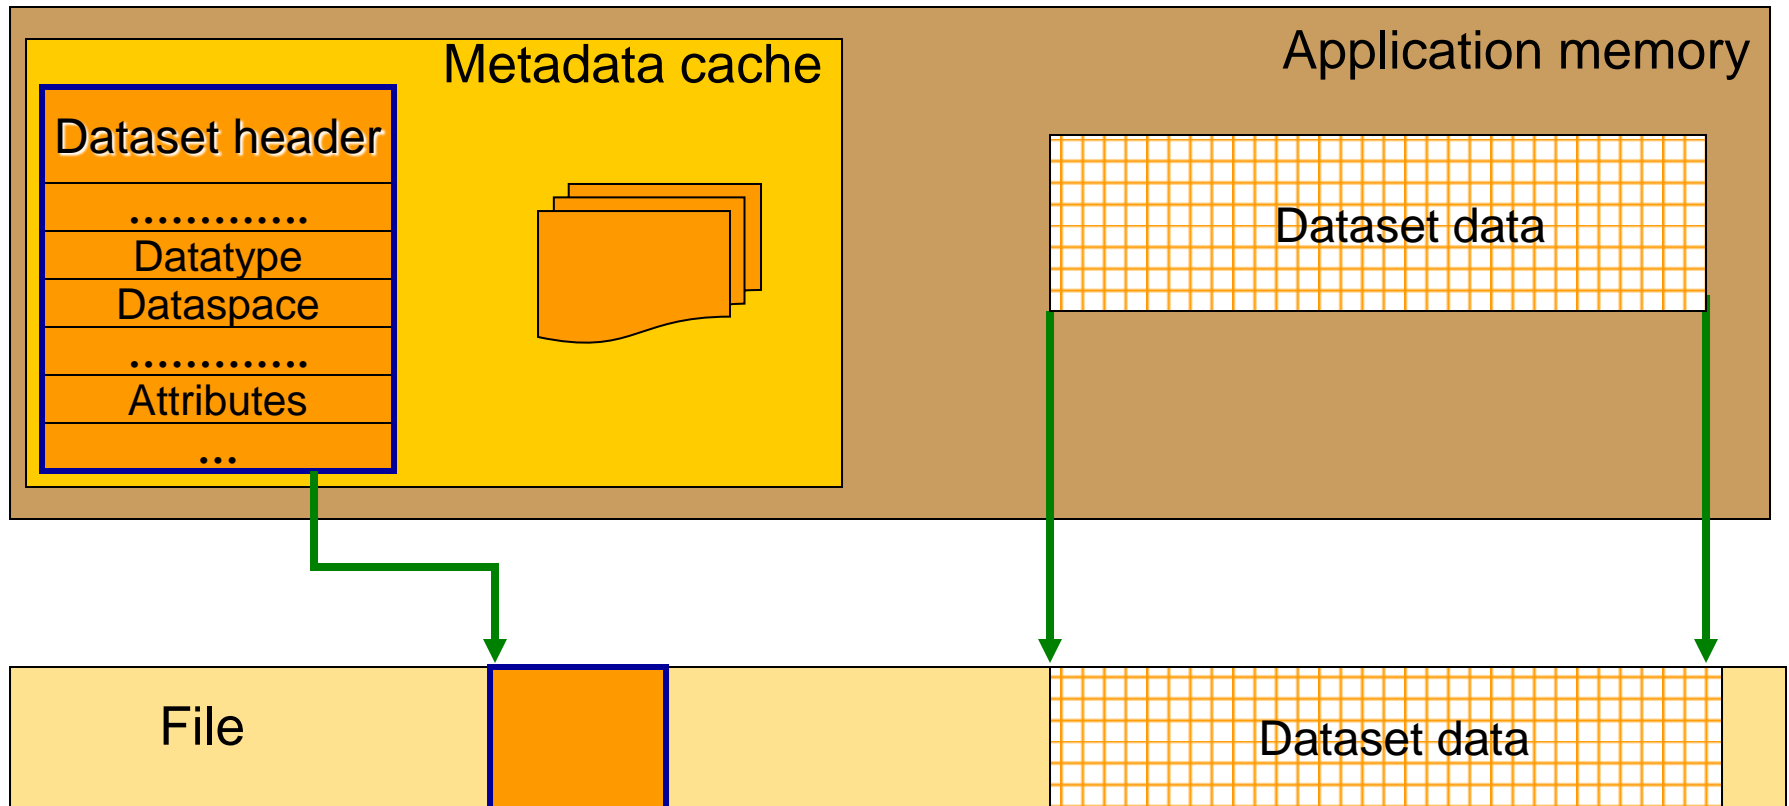 Application memory
Metadata cache
Dataset header
.............
Datatype
Dataspace
.............
Attributes
...
Dataset data
File
Dataset data